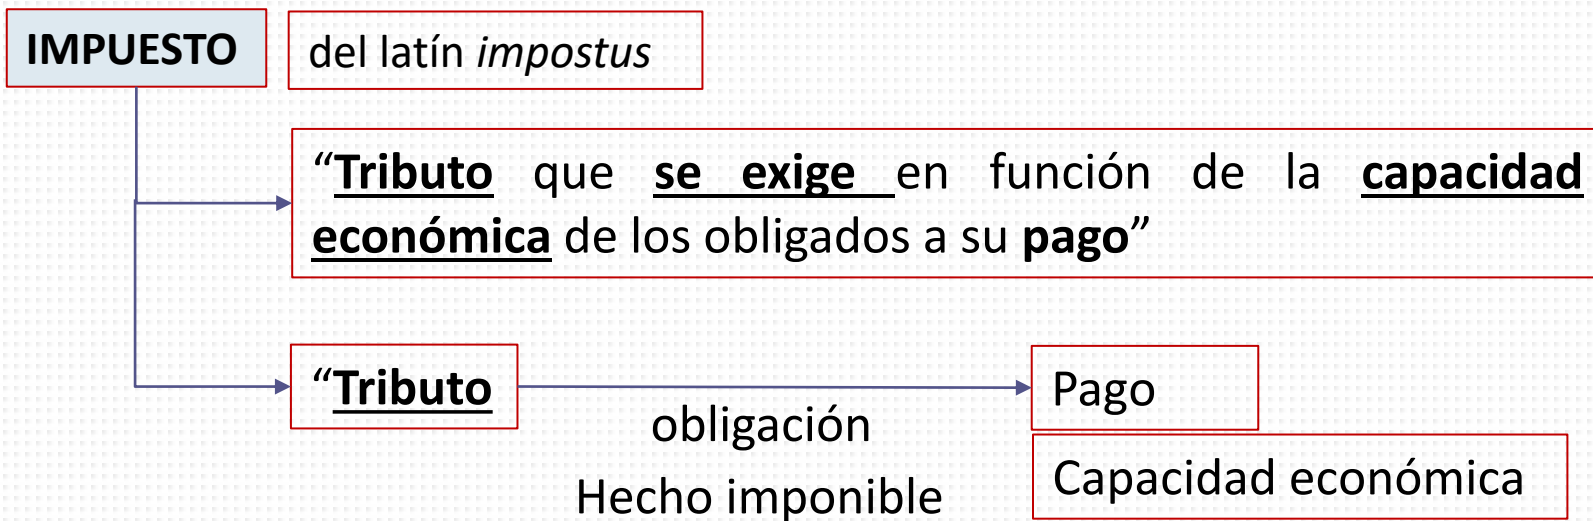 IMPUESTO
del latín impostus
“Tributo que se exige en función de la capacidad
económica de los obligados a su pago”
“Tributo
obligación
Hecho imponible
Pago
Capacidad económica